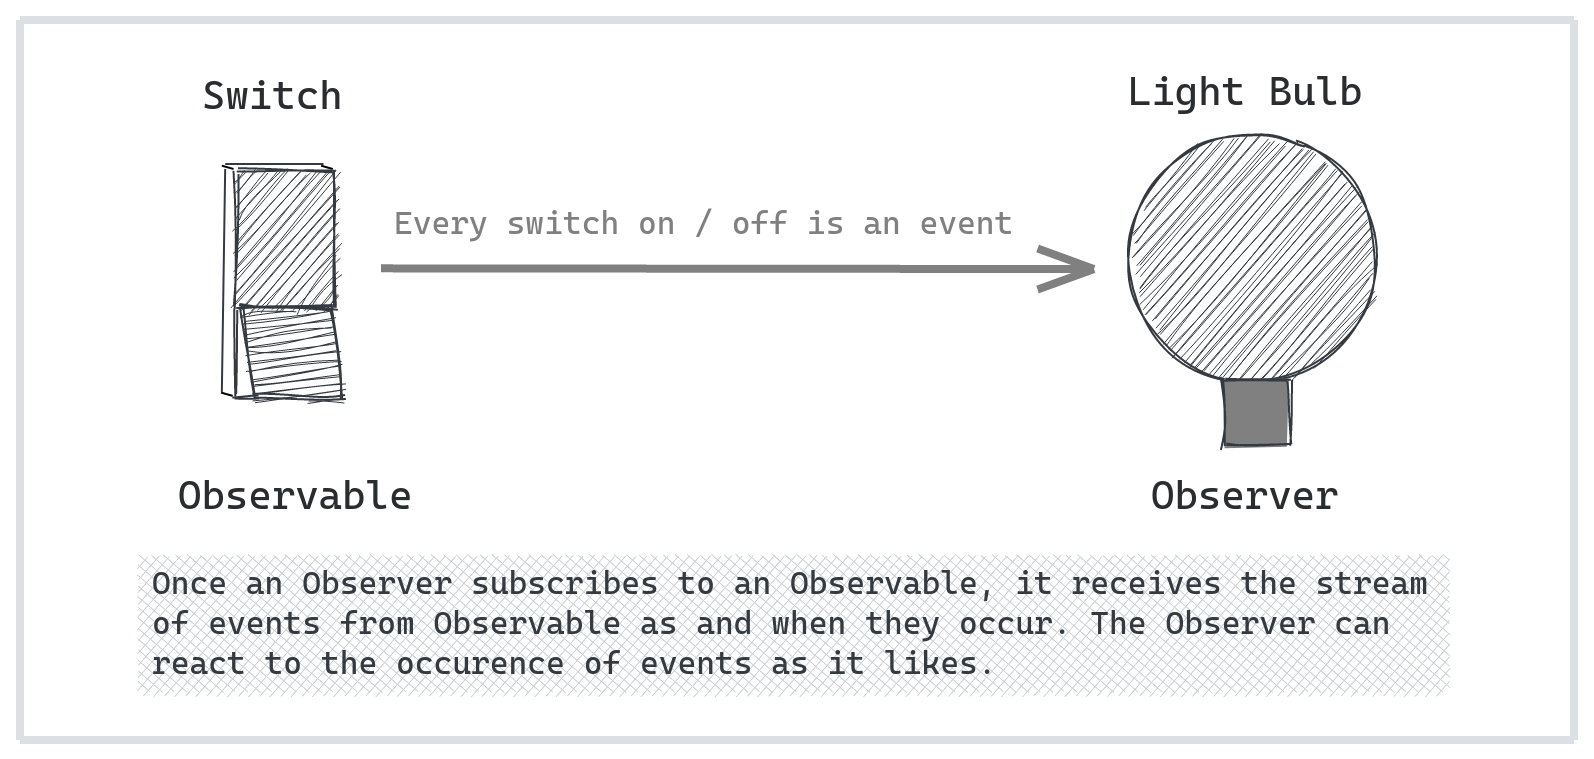 Switch
Light Bulb
Every switch on / off is an event
Observable
Observer
Once an Observer subscribes to an Observable, it receives the stream
of events from Observable as and when they occur. The Observer can
react to the occurence of events as it likes.